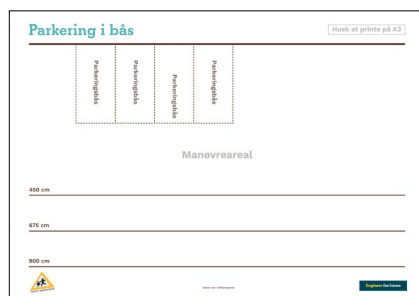 Parkering i bås
Husk at printe på A3
Parkeringsbås
Parkeringsbås
Parkeringsbås
Parkeringsbås
Manøvreareal
450 cm
675 cm
900 cm
Engineer the future